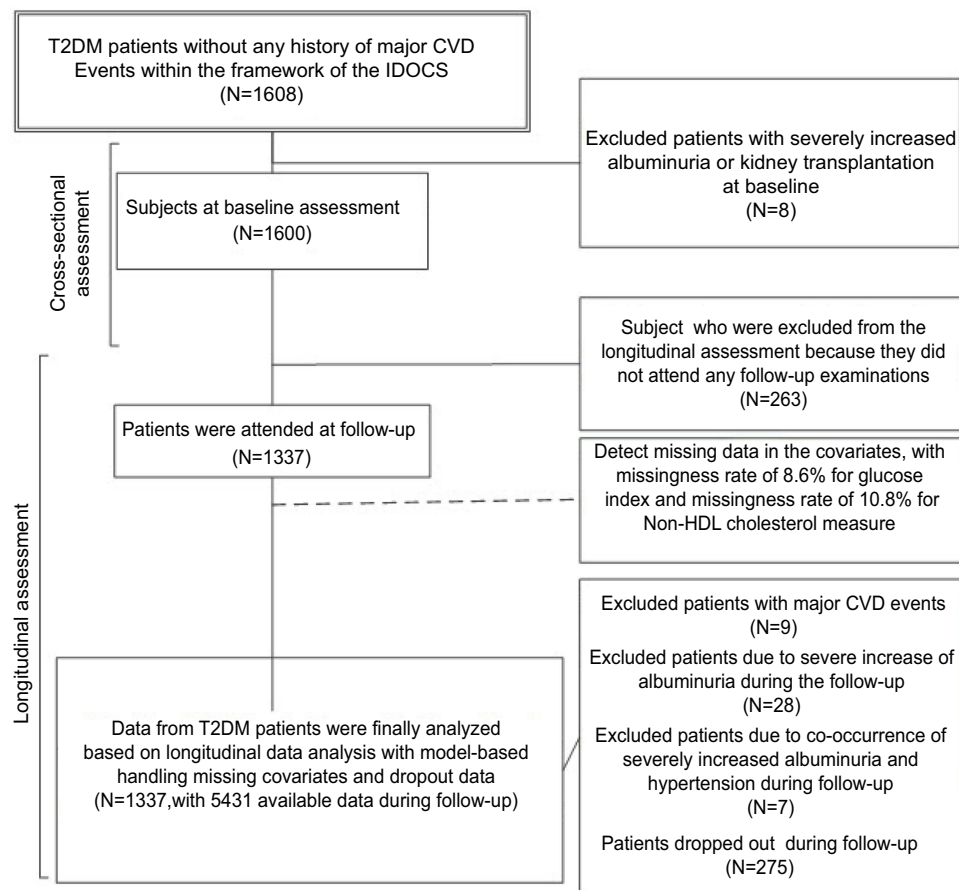 T2DM patients without any history of major CVD
Events within the framework of the IDOCS
(N=1608)
Excluded patients with severely increased
albuminuria or kidney transplantation
at baseline
(N=8)
Cross-sectional
assessment
Subjects at baseline assessment
(N=1600)
Subject who were excluded from the
longitudinal assessment because they did
not attend any follow-up examinations
(N=263)
Longitudinal assessment
Patients were attended at follow-up
(N=1337)
Detect missing data in the covariates, with
missingness rate of 8.6% for glucose
index and missingness rate of 10.8% for
Non-HDL cholesterol measure
Data from T2DM patients were finally analyzed
based on longitudinal data analysis with model-based
handling missing covariates and dropout data
(N=1337,with 5431 available data during follow-up)
Excluded patients with major CVD events
(N=9)
Excluded patients due to severe increase of
albuminuria during the follow-up
(N=28)
Excluded patients due to co-occurrence of
severely increased albuminuria and
hypertension during follow-up
(N=7)
Patients dropped out during follow-up
(N=275)